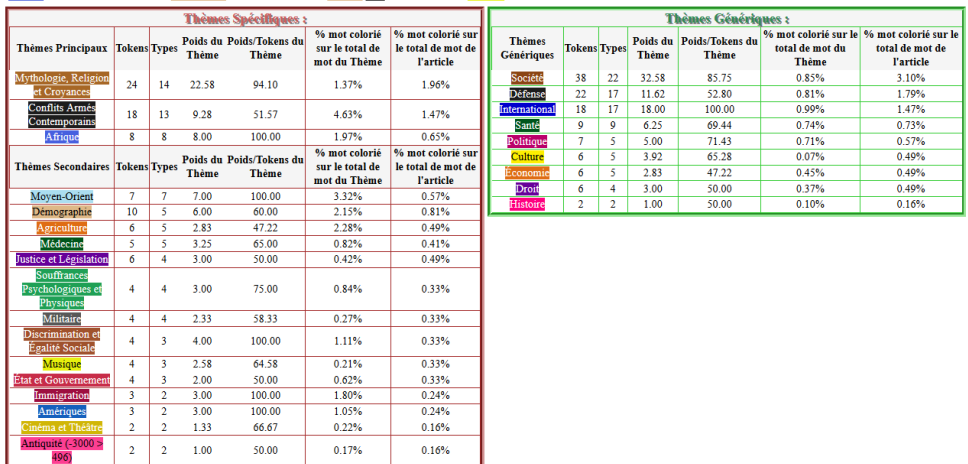 Thèmes Spécifiques :
Thèmes Principaux Tokens Types Poids du Thème Poids/Tokens du Thème % mot colorié sur le total de mot du Thème % mot colorié sur le total de mot de l'article
Mythologie, Religion et Croyances 24 14 22.58 94.10 1.37% 1.96%
Conflits Armés Contemporains 18 13 9.28 51.57 4.63% 1.47%
Afrique 8 8 8.00 100.00 1.97% 0.65%
Thèmes Secondaires Tokens Types Poids du Thème Poids/Tokens du Thème % mot colorié sur le total de mot du Thème % mot colorié sur le total de mot de l'article
Moyen-Orient 7 7 7.00 100.00 3.32% 0.57%
Démographie 10 5 6.00 60.00 2.15% 0.81%
Agriculture 6 5 2.83 47.22 2.28% 0.49%
Médecine 5 5 3.25 65.00 0.82% 0.41%
Justice et Législation 6 4 3.00 50.00 0.42% 0.49%
Souffrances Psychologiques et Physiques 4 4 3.00 75.00 0.84% 0.33%
Militaire 4 4 2.33 58.33 0.27% 0.33%
Discrimination et Égalité Sociale 4 3 4.00 100.00 1.11% 0.33%
Musique 4 3 2.58 64.58 0.21% 0.33%
État et Gouvernement 4 3 2.00 50.00 0.62% 0.33%
Immigration 3 2 3.00 100.00 1.80% 0.24%
Amériques 3 2 3.00 100.00 1.05% 0.24%
Cinéma et Théâtre 2 2 1.33 66.67 0.22% 0.16%
Antiquité (-3000 > 496) 2 2 1.00 50.00 0.17% 0.16%
Thèmes Génériques :
Thèmes Génériques Tokens Types Poids du Thème Poids/Tokens du Thème % mot colorié sur le total de mot du Thème % mot colorié sur le total de mot de l'article
Société 38 22 32.58 85.75 0.85% 3.10%
Défense 22 17 11.62 52.80 0.81% 1.79%
International 18 17 18.00 100.00 0.99% 1.47%
Santé 9 9 6.25 69.44 0.74% 0.73%
Politique 7 5 5.00 71.43 0.71% 0.57%
Culture 6 5 3.92 65.28 0.07% 0.49%
Économie 6 5 2.83 47.22 0.45% 0.49%
Droit 6 4 3.00 50.00 0.37% 0.49%
Histoire 2 2 1.00 50.00 0.10% 0.16%